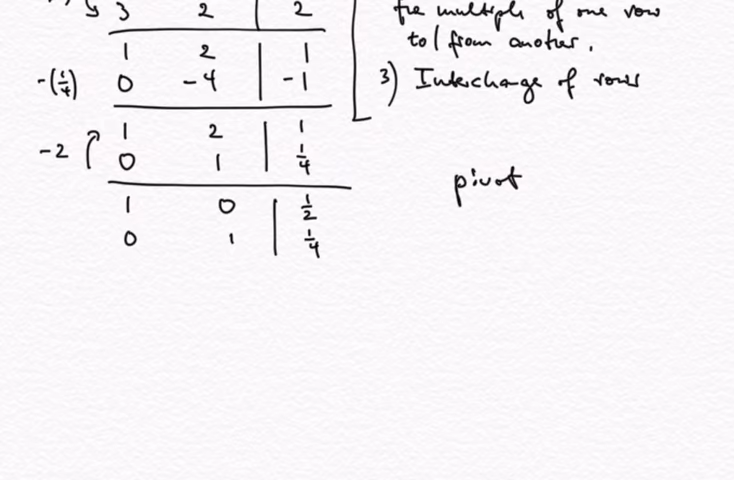 3 2 | 2
1 2 | 1
-(1/4) 0 -4 | -1
1 2 | 1
-2 0 1 | 1/4
1 0 | 1/2
0 1 | 1/4
the multiple of one row
to/from another.
3) Interchange of rows
pivot